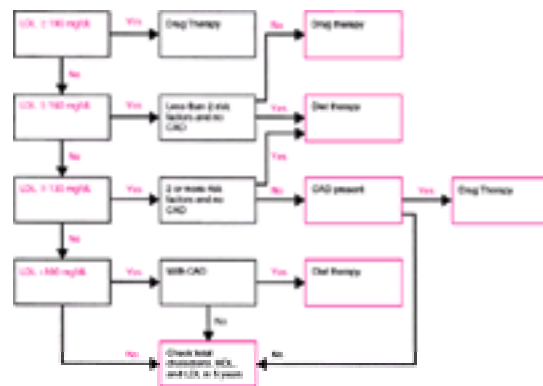 LDL ≥ 190 mg/dL
Yes
Drug Therapy
No
Drug therapy
No
LDL ≥ 160 mg/dL
Yes
Less than 2 risk
factors and no
CAD
Yes
Diet therapy
Yes
No
LDL ≥ 130 mg/dL
Yes
2 or more risk
factors and no
CAD
No
CAD present
Yes
Drug Therapy
No
mg/dL
Yes
With CAD
Yes
Diet therapy
No
No
Check total
cholesterol, HDL,
and LDL in 5 years
No